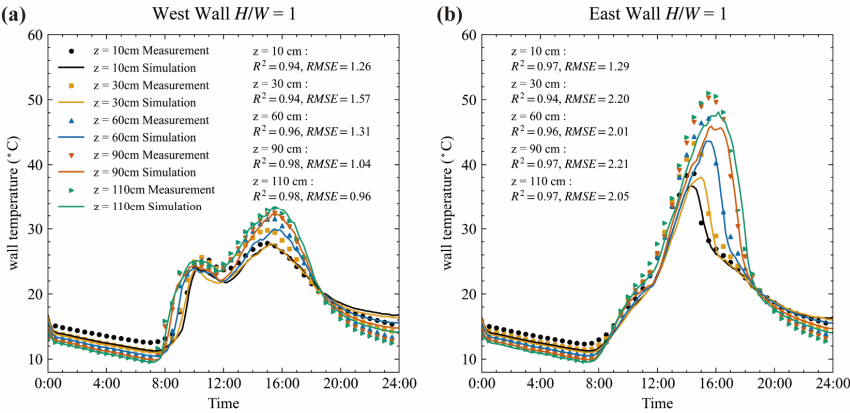 (a)
West Wall H/W = 1
wall temperature (°C)
60
50
40
30
20
10
z = 10cm Measurement
z = 10cm Simulation
z = 30cm Measurement
z = 30cm Simulation
z = 60cm Measurement
z = 60cm Simulation
z = 90cm Measurement
z = 90cm Simulation
z = 110cm Measurement
z = 110cm Simulation
z = 10 cm :
R²=0.94, RMSE=1.26
z = 30 cm :
R²=0.94, RMSE=1.57
z = 60 cm :
R²=0.96, RMSE=1.31
z = 90 cm :
R²=0.98, RMSE=1.04
z = 110 cm :
R²=0.98, RMSE=0.96
0:00 4:00 8:00 12:00 16:00 20:00 24:00
Time
(b)
East Wall H/W = 1
wall temperature (°C)
60
50
40
30
20
10
z = 10 cm :
R²=0.97, RMSE=1.29
z = 30 cm :
R²=0.94, RMSE=2.20
z = 60 cm :
R²=0.96, RMSE=2.01
z = 90 cm :
R²=0.97, RMSE=2.21
z = 110 cm :
R²=0.97, RMSE=2.05
0:00 4:00 8:00 12:00 16:00 20:00 24:00
Time